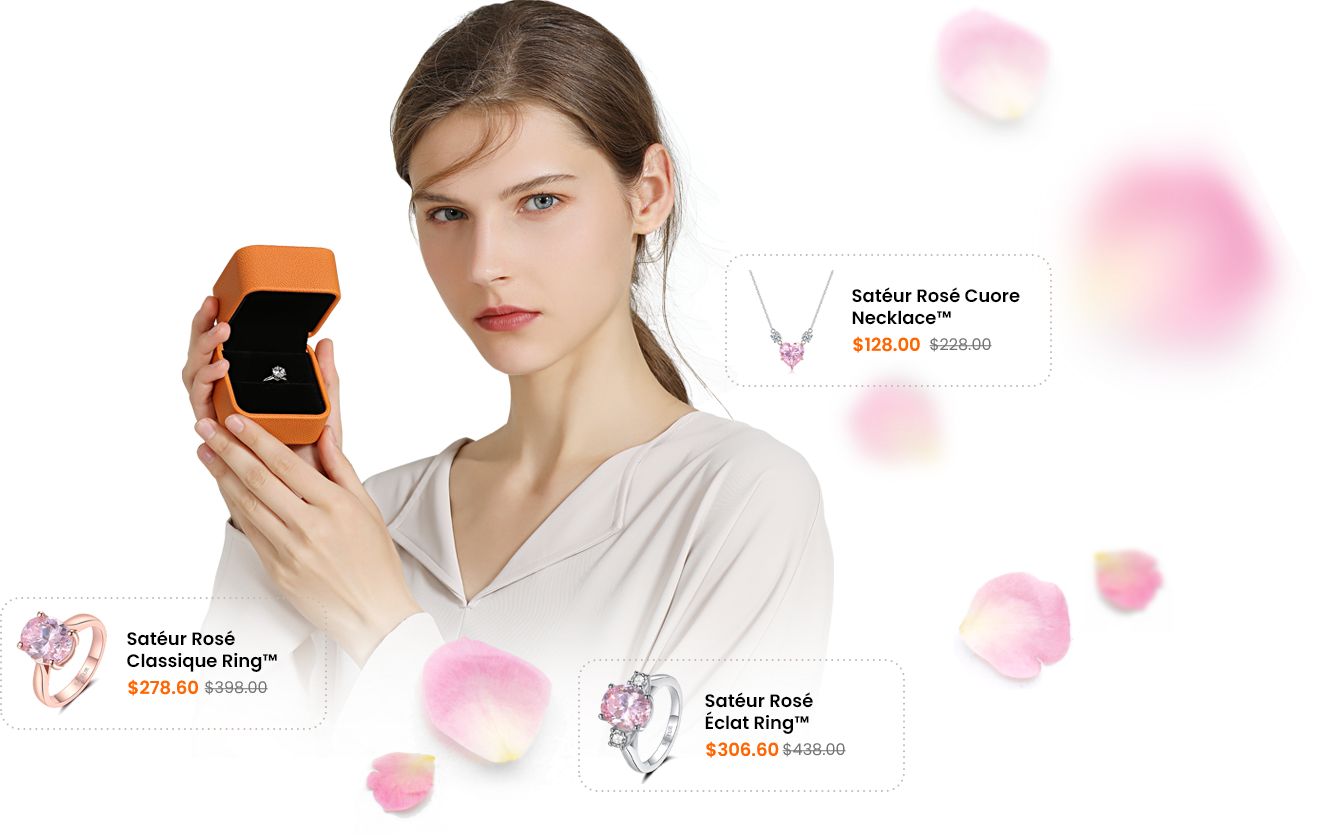 Satéur Rosé Cuore
Necklace™
$128.00 $228.00
Satéur Rosé
Classique Ring™
$278.60 $398.00
Satéur Rosé
Éclat Ring™
$306.60 $438.00